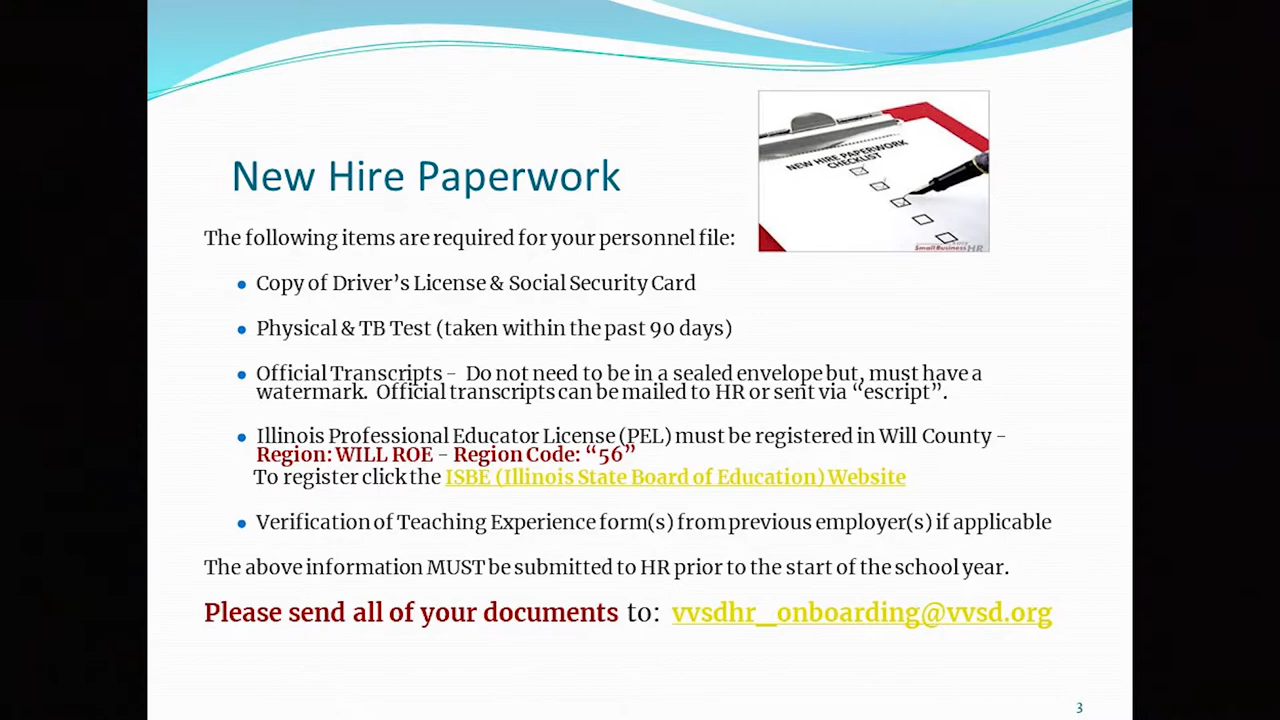 NEW HIRE PAPERWORK
CHECKLIST
SmallBusinessHR
New Hire Paperwork
The following items are required for your personnel file:
• Copy of Driver’s License & Social Security Card
• Physical & TB Test (taken within the past 90 days)
• Official Transcripts - Do not need to be in a sealed envelope but, must have a
watermark. Official transcripts can be mailed to HR or sent via “escript”.
• Illinois Professional Educator License (PEL) must be registered in Will County -
Region: WILL ROE - Region Code: “56”
To register click the ISBE (Illinois State Board of Education) Website
• Verification of Teaching Experience form(s) from previous employer(s) if applicable
The above information MUST be submitted to HR prior to the start of the school year.
Please send all of your documents to: vvsdhr_onboarding@vvsd.org
3